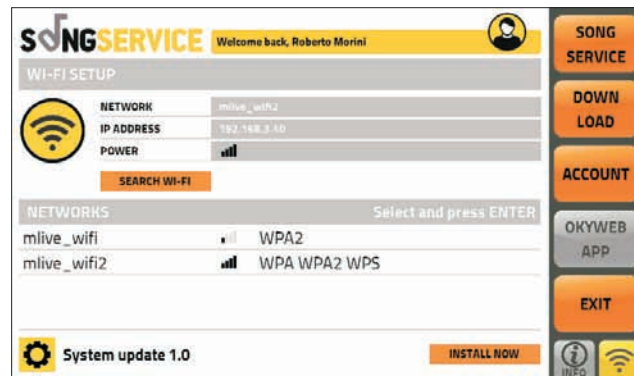 SONGSERVICE
Welcome back, Roberto Morini
WI-FI SETUP
NETWORK mlive_wifi2
IP ADDRESS 192.168.3.10
POWER
SEARCH WI-FI
NETWORKS Select and press ENTER
mlive_wifi WPA2
mlive_wifi2 WPA WPA2 WPS
System update 1.0
INSTALL NOW
SONG
SERVICE
DOWN
LOAD
ACCOUNT
OKYWEB
APP
EXIT
INFO